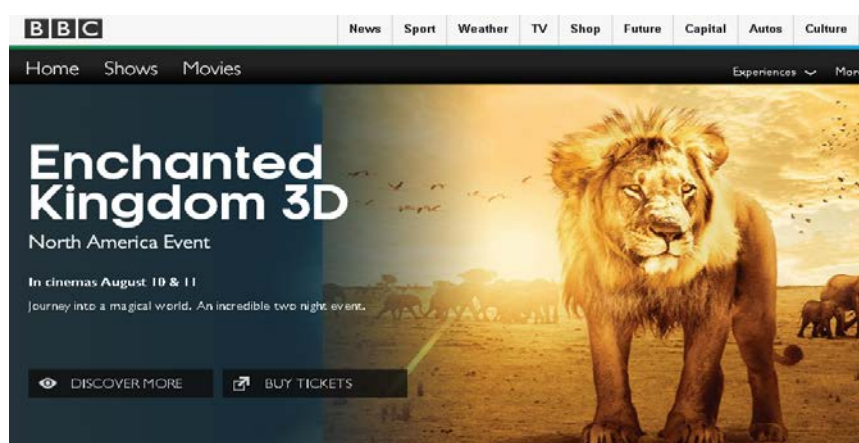 BBC
News Sport Weather TV Shop Future Capital Autos Culture
Home Shows Movies Experiences
Enchanted
Kingdom 3D
North America Event
In cinemas August 10 & 11
Journey into a magical world. An incredible two night event.
DISCOVER MORE BUY TICKETS